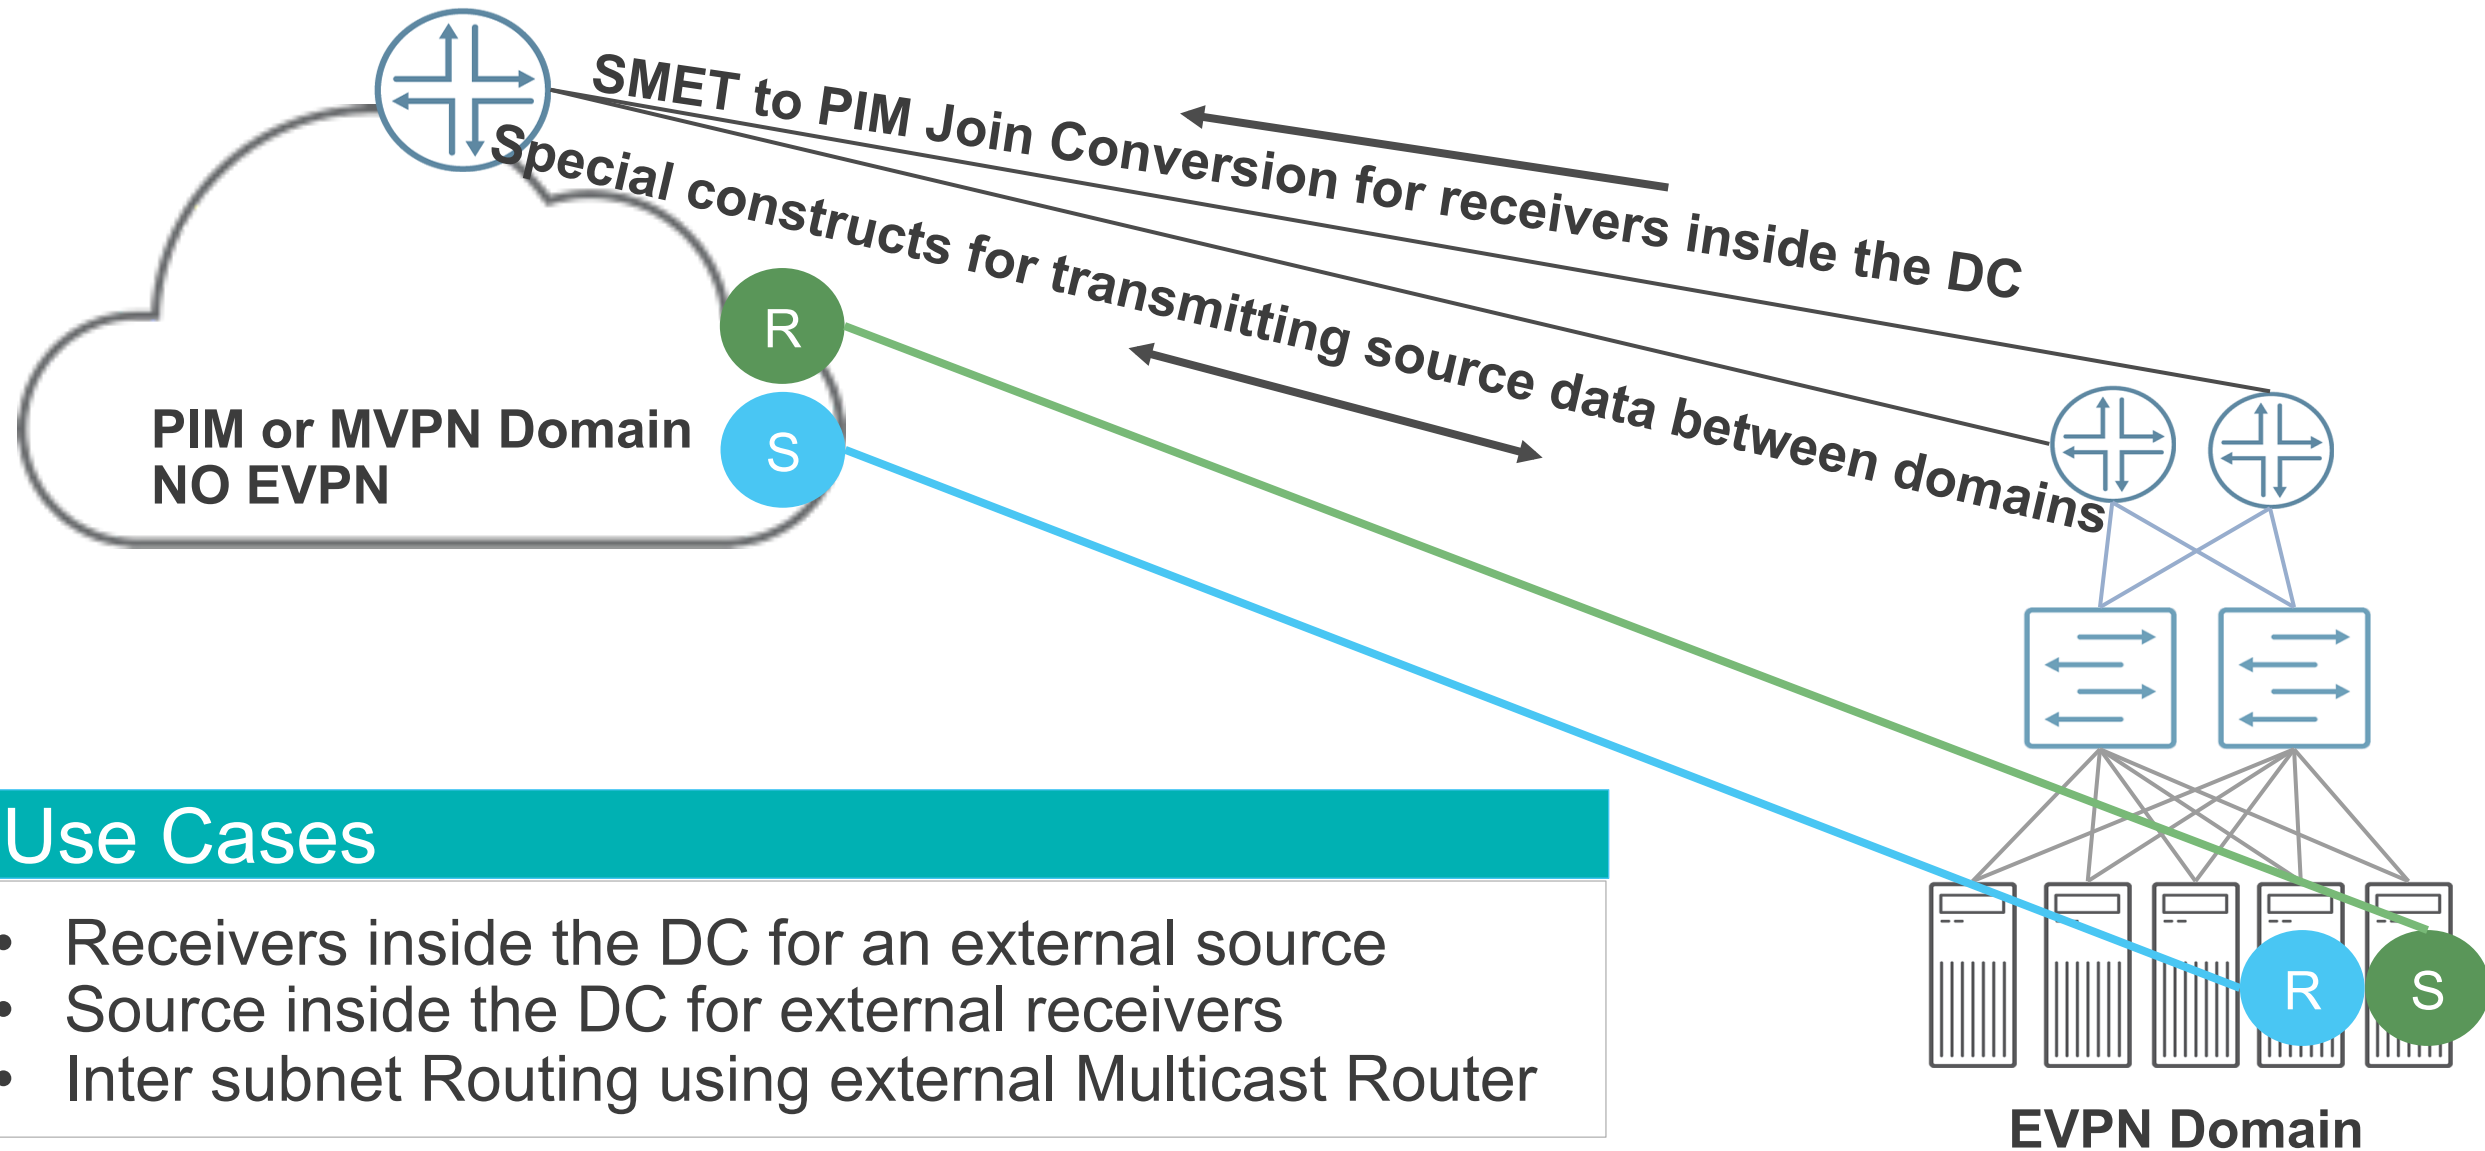 SMET to PIM Join Conversion for receivers inside the DC
Special constructs for transmitting source data between domains
R
PIM or MVPN Domain
S
NO EVPN
Use Cases
• Receivers inside the DC for an external source
• Source inside the DC for external receivers
• Inter subnet Routing using external Multicast Router
R
S
EVPN Domain